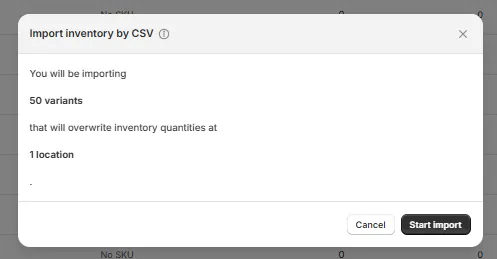 No SKU 0 0
Import inventory by CSV
You will be importing
50 variants
that will overwrite inventory quantities at
1 location
.
Cancel Start import
No SKU 0 0